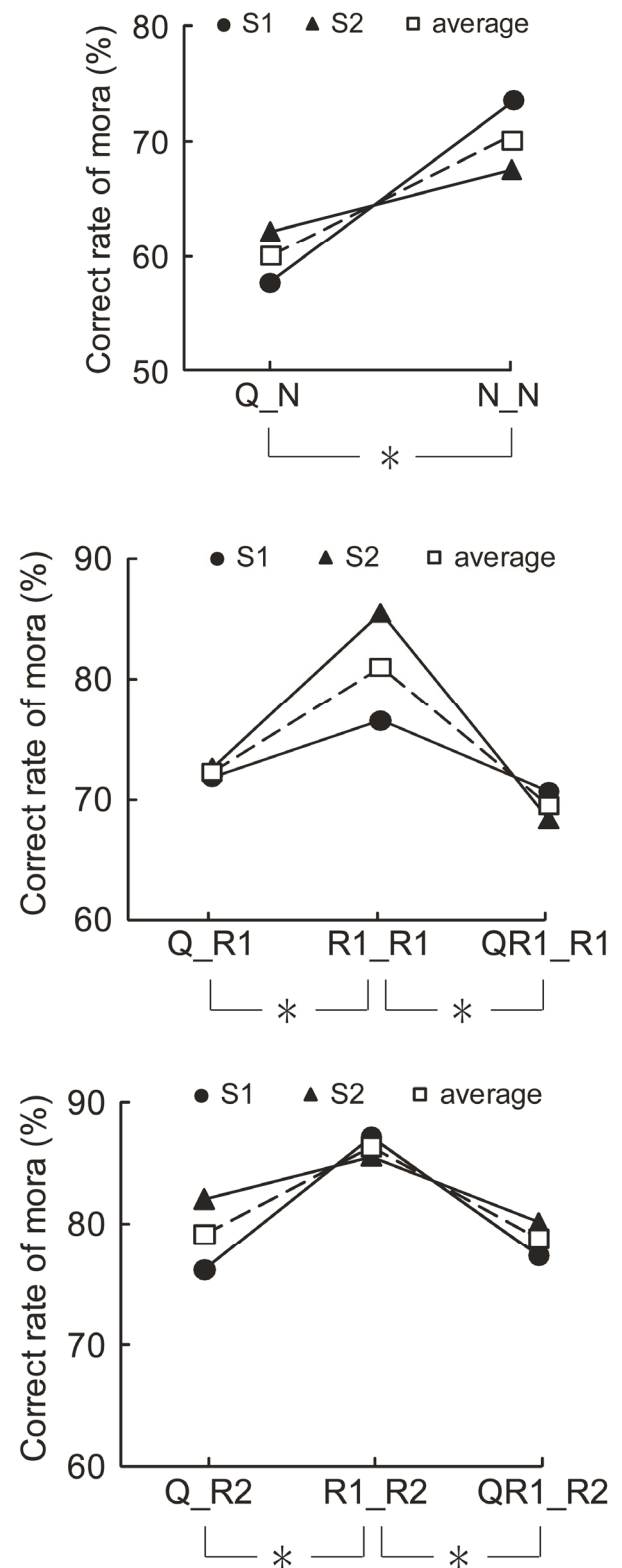 80
S1 S2 average
70
60
50
Correct rate of mora (%)
Q_N N_N
*
90
S1 S2 average
80
70
60
Correct rate of mora (%)
Q_R1 R1_R1 QR1_R1
* *
90
S1 S2 average
80
70
60
Correct rate of mora (%)
Q_R2 R1_R2 QR1_R2
* *